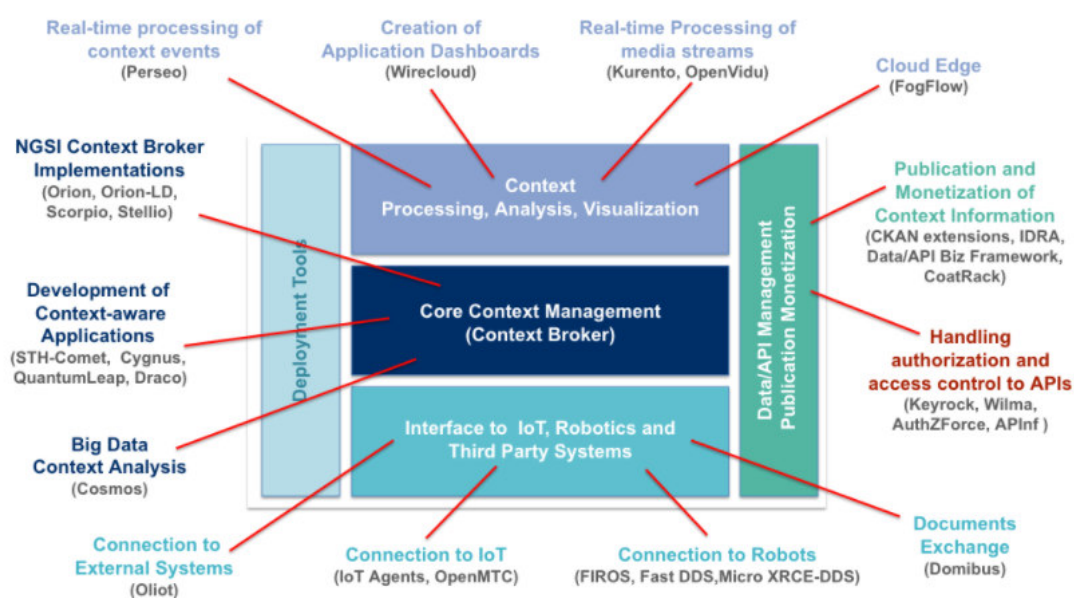 Real-time processing of
context events
(Perseo)
Creation of
Application Dashboards
(Wirecloud)
Real-time Processing of
media streams
(Kurento, OpenVidu)
Cloud Edge
(FogFlow)
NGSI Context Broker
Implementations
(Orion, Orion-LD,
Scorpio, Stellio)
Development of
Context-aware
Applications
(STH-Comet, Cygnus,
QuantumLeap, Draco)
Big Data
Context Analysis
(Cosmos)
Deployment Tools
Context
Processing, Analysis, Visualization
Core Context Management
(Context Broker)
Interface to IoT, Robotics and
Third Party Systems
Data/API Management
Publication Monetization
Publication and
Monetization of
Context Information
(CKAN extensions, IDRA,
Data/API Biz Framework,
CoatRack)
Handling
authorization and
access control to APIs
(Keyrock, Wilma,
AuthZForce, APInf )
Connection to
External Systems
(Oliot)
Connection to IoT
(IoT Agents, OpenMTC)
Connection to Robots
(FIROS, Fast DDS,Micro XRCE-DDS)
Documents
Exchange
(Domibus)